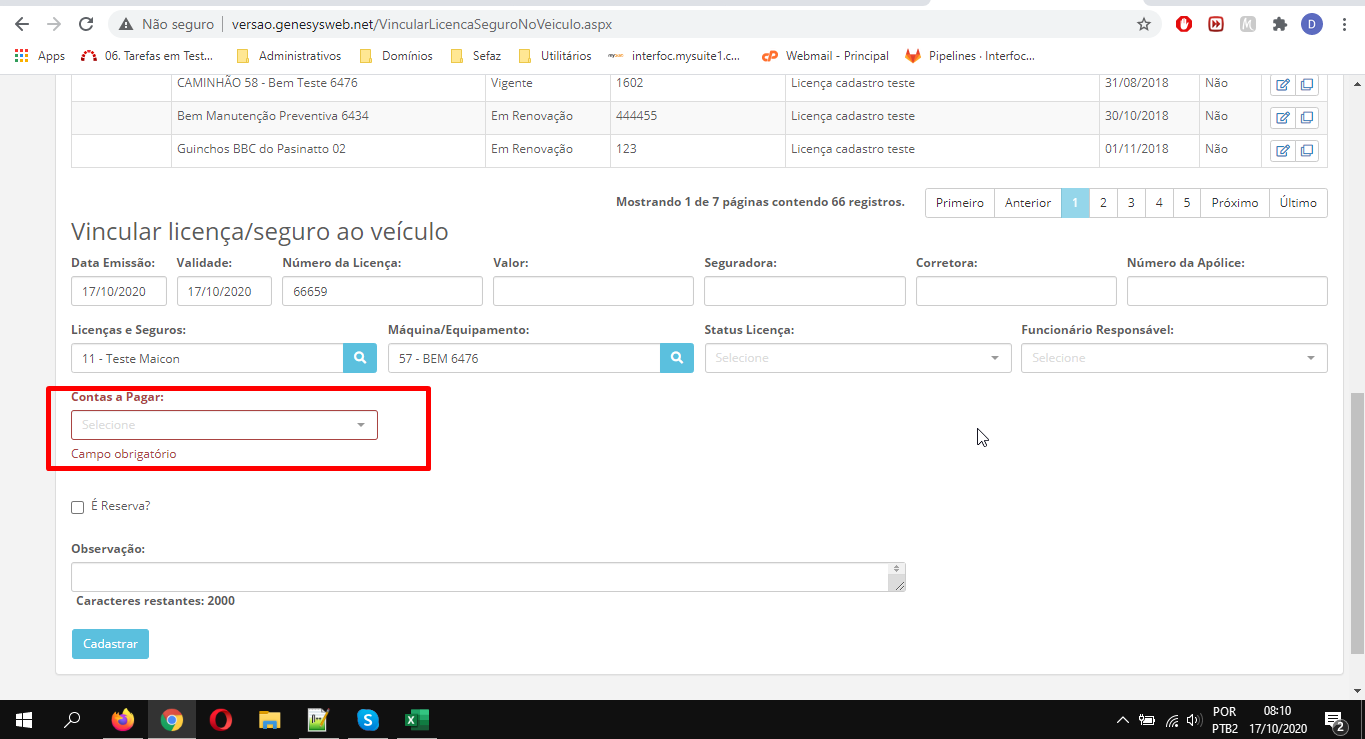 Não seguro | versao.genesysweb.net/VincularLicencaSeguroNoVeiculo.aspx
D
Apps 06. Tarefas em Test... Administrativos Domínios Sefaz Utilitários interfoc.mysuite1.c... Webmail - Principal Pipelines · Interfoc...
CAMINHÃO 58 - Bem Teste 6476 Vigente 1602 Licença cadastro teste 31/08/2018 Não
Bem Manutenção Preventiva 6434 Em Renovação 444455 Licença cadastro teste 30/10/2018 Não
Guinchos BBC do Pasinatto 02 Em Renovação 123 Licença cadastro teste 01/11/2018 Não
Mostrando 1 de 7 páginas contendo 66 registros. Primeiro Anterior 1 2 3 4 5 Próximo Último
Vincular licença/seguro ao veículo
Data Emissão: Validade: Número da Licença: Valor: Seguradora: Corretora: Número da Apólice:
17/10/2020 17/10/2020 66659
Licenças e Seguros: Máquina/Equipamento: Status Licença: Funcionário Responsável:
11 - Teste Maicon 57 - BEM 6476 Selecione Selecione
Contas a Pagar:
Selecione
Campo obrigatório
É Reserva?
Observação:
Caracteres restantes: 2000
Cadastrar
POR 08:10
PTB2 17/10/2020 2